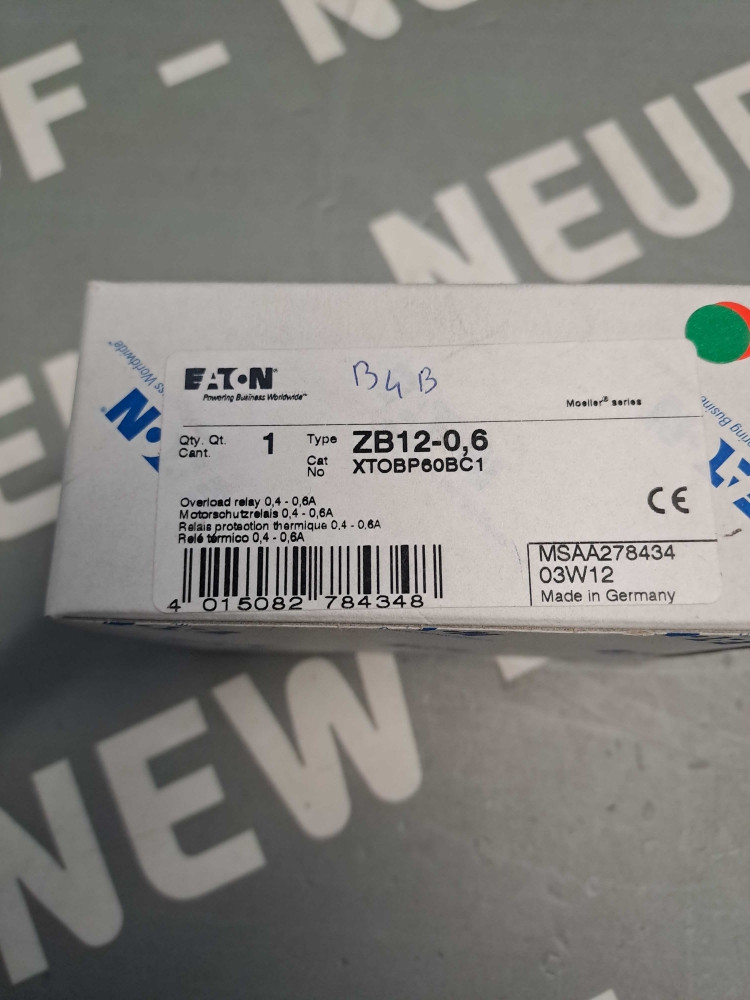 F - NEUF
EATON
Powering Business Worldwide™
B4B
Moeller® series
Qty. Qt. Cant. 1 Type ZB12-0,6
Cat No XTOBP60BC1
Overload relay 0,4 - 0,6A
Motorschutzrelais 0,4 - 0,6A
Relais protection thermique 0,4 - 0,6A
Relé térmico 0,4 - 0,6A
CE
4 015082 784348
MSAA278434
03W12
Made in Germany
NEW -